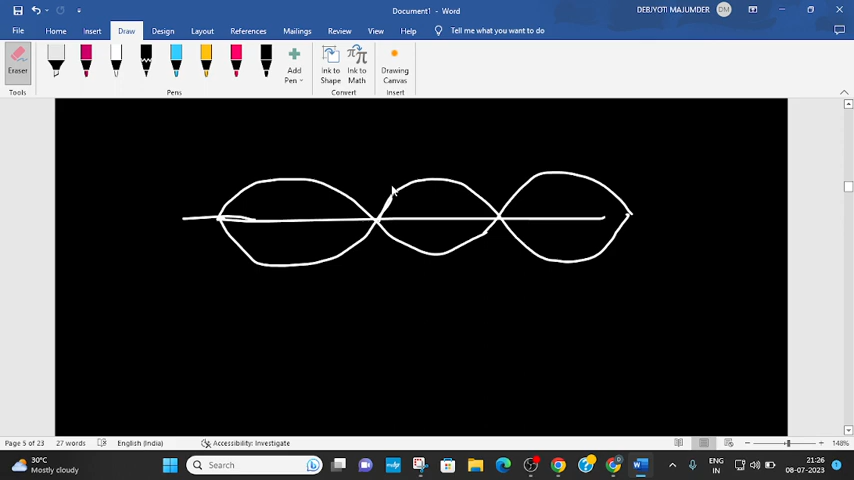 Document1 - Word
DEBJYOTI MAJUMDER DM
File Home Insert Draw Design Layout References Mailings Review View Help Tell me what you want to do
Eraser
Add Pen
Ink to Shape
Ink to Math
Drawing Canvas
Tools Pens Convert Insert
Page 5 of 23 27 words English (India) Accessibility: Investigate 148%
30°C
Mostly cloudy
Search
ENG
IN
21:26
08-07-2023